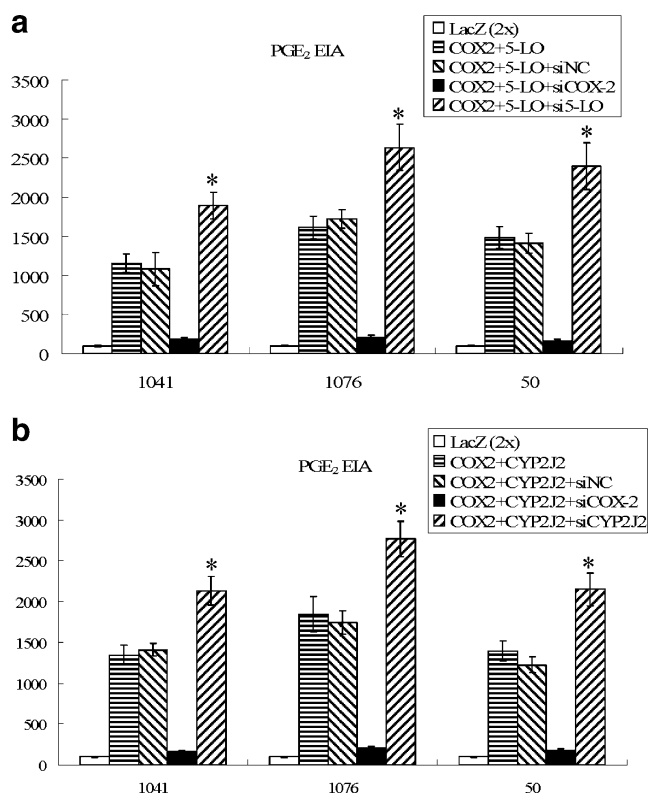 a
PGE₂ EIA
LacZ (2x)
COX2+5-LO
COX2+5-LO+siNC
COX2+5-LO+siCOX-2
COX2+5-LO+si5-LO
3500
3000
2500
2000
1500
1000
500
0
*
*
*
1041 1076 50
b
PGE₂ EIA
LacZ (2x)
COX2+CYP2J2
COX2+CYP2J2+siNC
COX2+CYP2J2+siCOX-2
COX2+CYP2J2+siCYP2J2
3500
3000
2500
2000
1500
1000
500
0
*
*
*
1041 1076 50